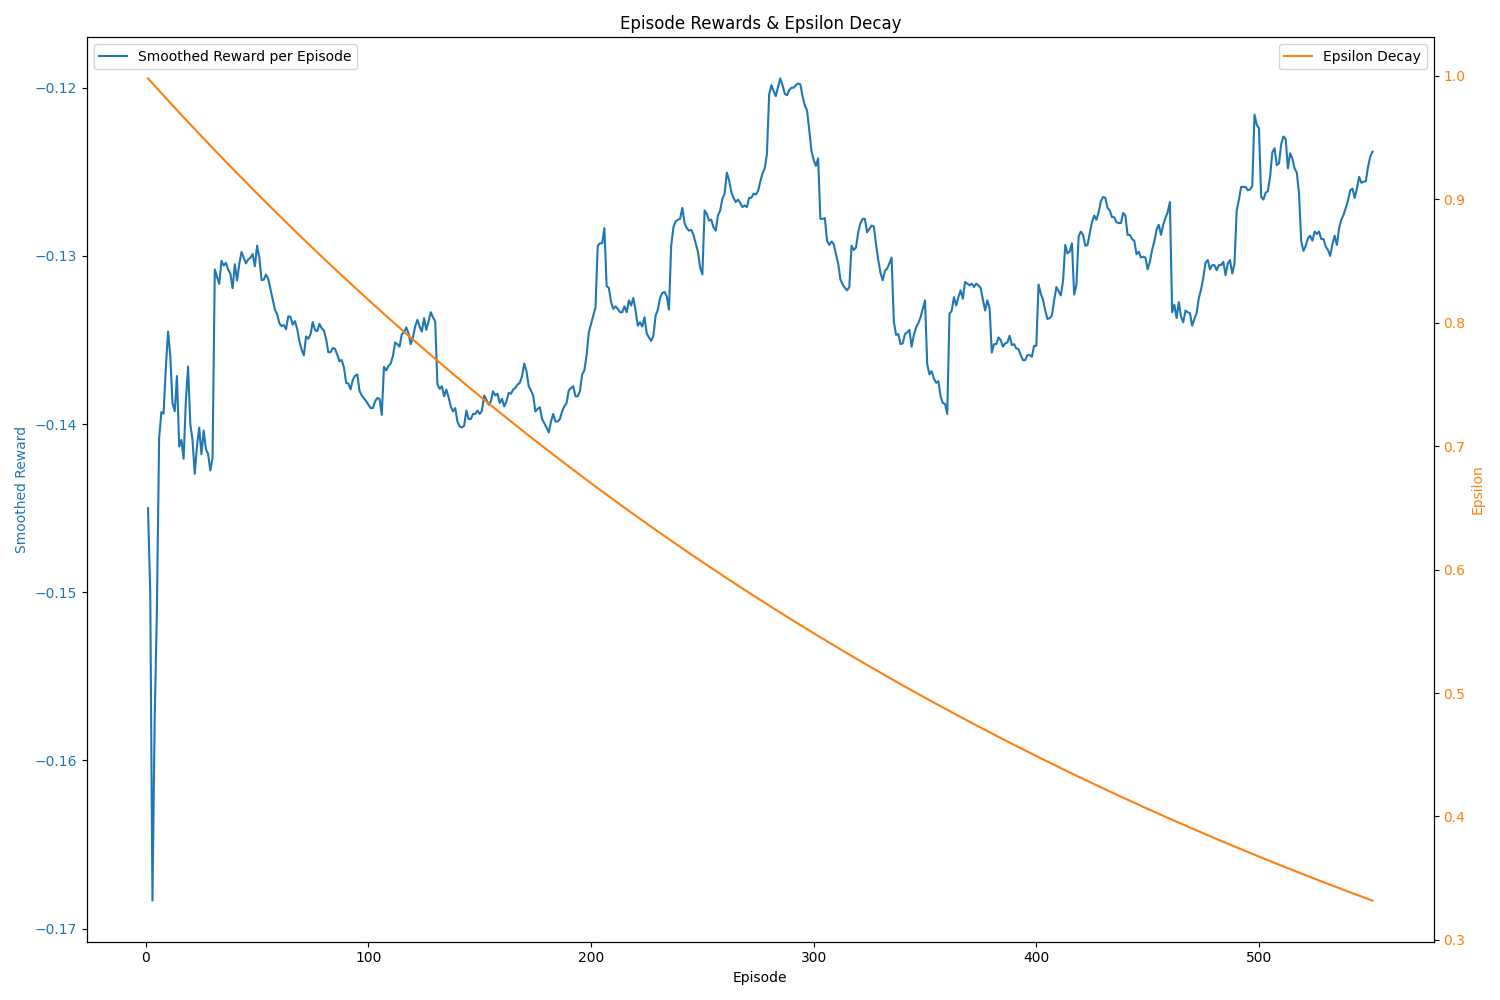 Episode Rewards & Epsilon Decay
Smoothed Reward per Episode
Epsilon Decay
−0.12
−0.13
−0.14
−0.15
−0.16
−0.17
Smoothed Reward
1.0
0.9
0.8
0.7
0.6
0.5
0.4
0.3
Epsilon
0 100 200 300 400 500
Episode